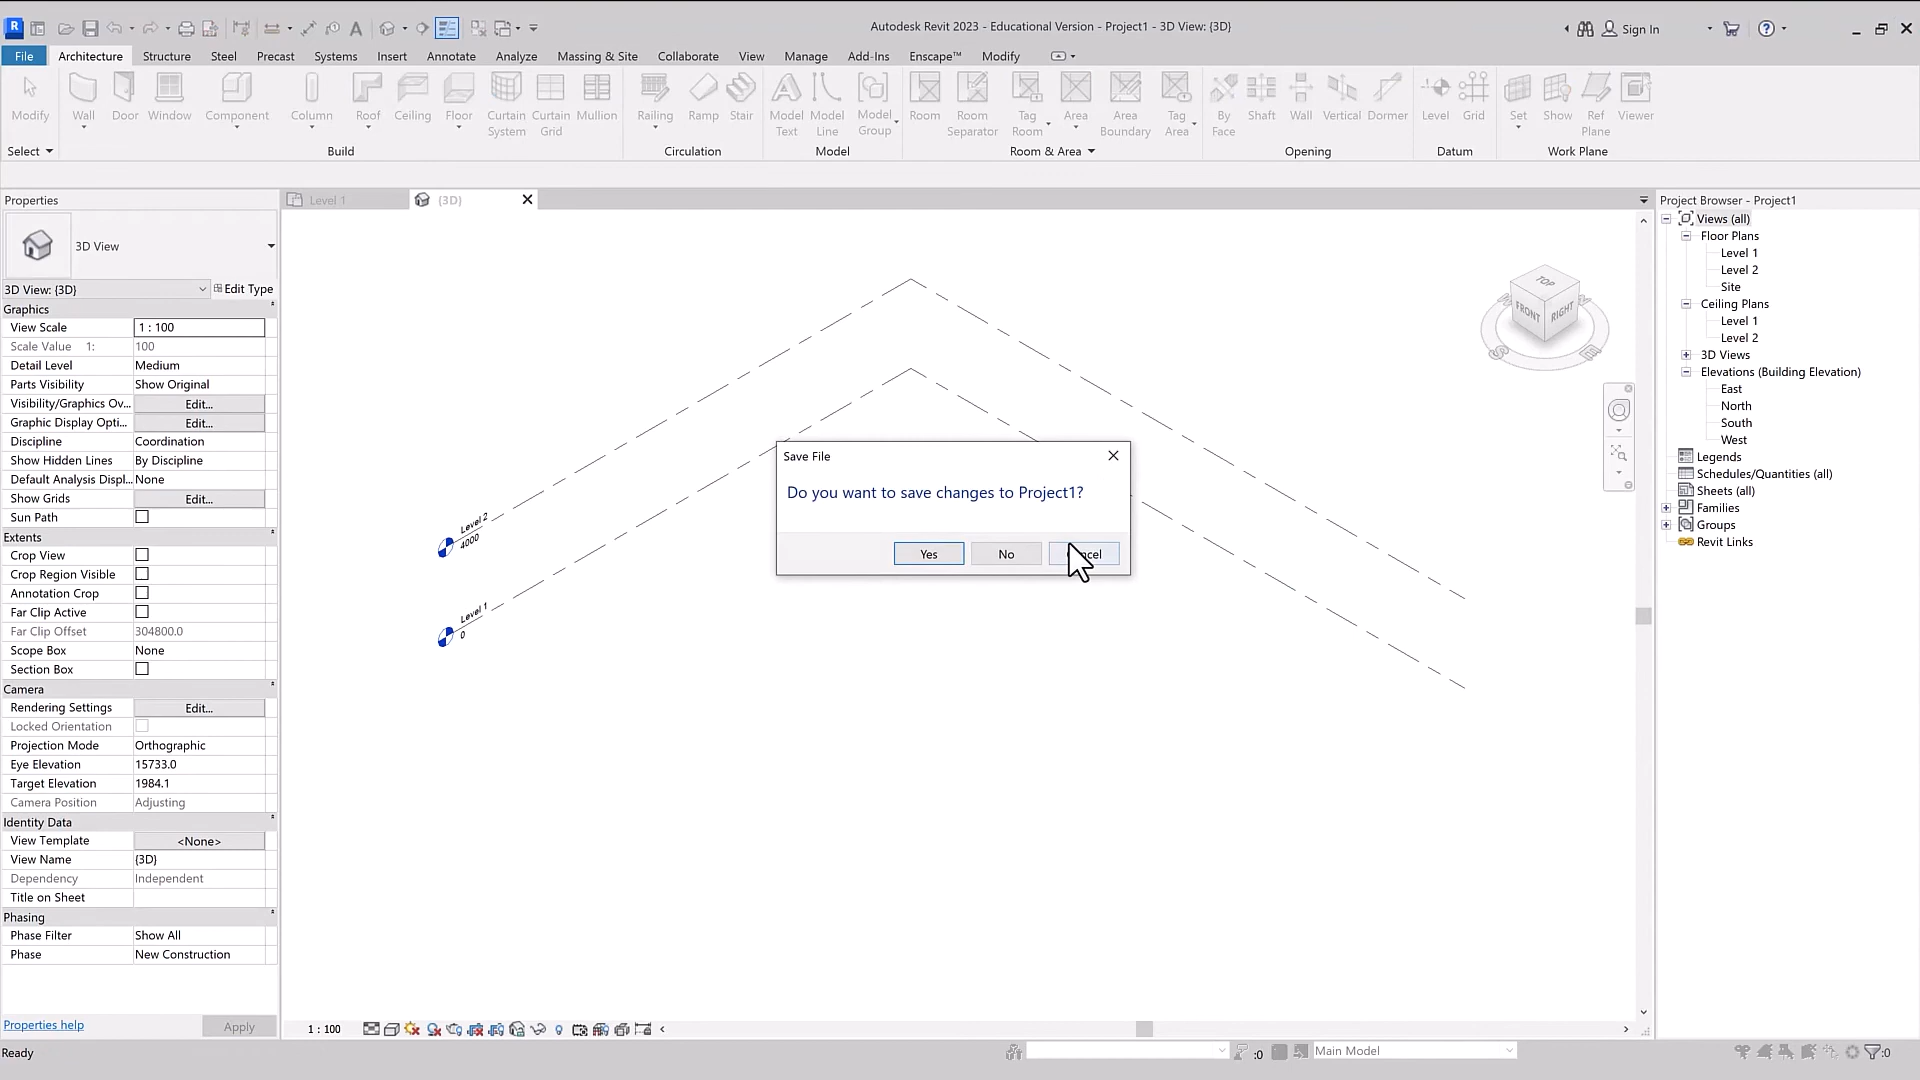 Autodesk Revit 2023 - Educational Version - Project1 - 3D View: {3D}
Sign In
File Architecture Structure Steel Precast Systems Insert Annotate Analyze Massing & Site Collaborate View Manage Add-Ins Enscape™ Modify
Modify
Wall
Door
Window
Component
Column
Roof
Ceiling
Floor
Curtain System
Curtain Grid
Mullion
Railing
Ramp
Stair
Model Text
Model Line
Model Group
Room
Room Separator
Tag Room
Area
Area Boundary
Tag Area
By Face
Shaft
Wall
Vertical
Dormer
Level
Grid
Set
Show
Ref Plane
Viewer
Select
Build
Circulation
Model
Room & Area
Opening
Datum
Work Plane
Properties
3D View
3D View: {3D}
Edit Type
Graphics
View Scale 1 : 100
Scale Value 1: 100
Detail Level Medium
Parts Visibility Show Original
Visibility/Graphics Ov... Edit...
Graphic Display Opti... Edit...
Discipline Coordination
Show Hidden Lines By Discipline
Default Analysis Displ... None
Show Grids Edit...
Sun Path
Extents
Crop View
Crop Region Visible
Annotation Crop
Far Clip Active
Far Clip Offset 304800.0
Scope Box None
Section Box
Camera
Rendering Settings Edit...
Locked Orientation
Projection Mode Orthographic
Eye Elevation 15733.0
Target Elevation 1984.1
Camera Position Adjusting
Identity Data
View Template <None>
View Name {3D}
Dependency Independent
Title on Sheet
Phasing
Phase Filter Show All
Phase New Construction
Properties help
Apply
Level 1
{3D}
TOP
FRONT
RIGHT
S
E
Level 2
4000
Level 1
0
Save File
Do you want to save changes to Project1?
Yes
No
1 : 100
Project Browser - Project1
Views (all)
Floor Plans
Level 1
Level 2
Site
Ceiling Plans
Level 1
Level 2
3D Views
Elevations (Building Elevation)
East
North
South
West
Legends
Schedules/Quantities (all)
Sheets (all)
Families
Groups
Revit Links
Ready
:0
Main Model
:0